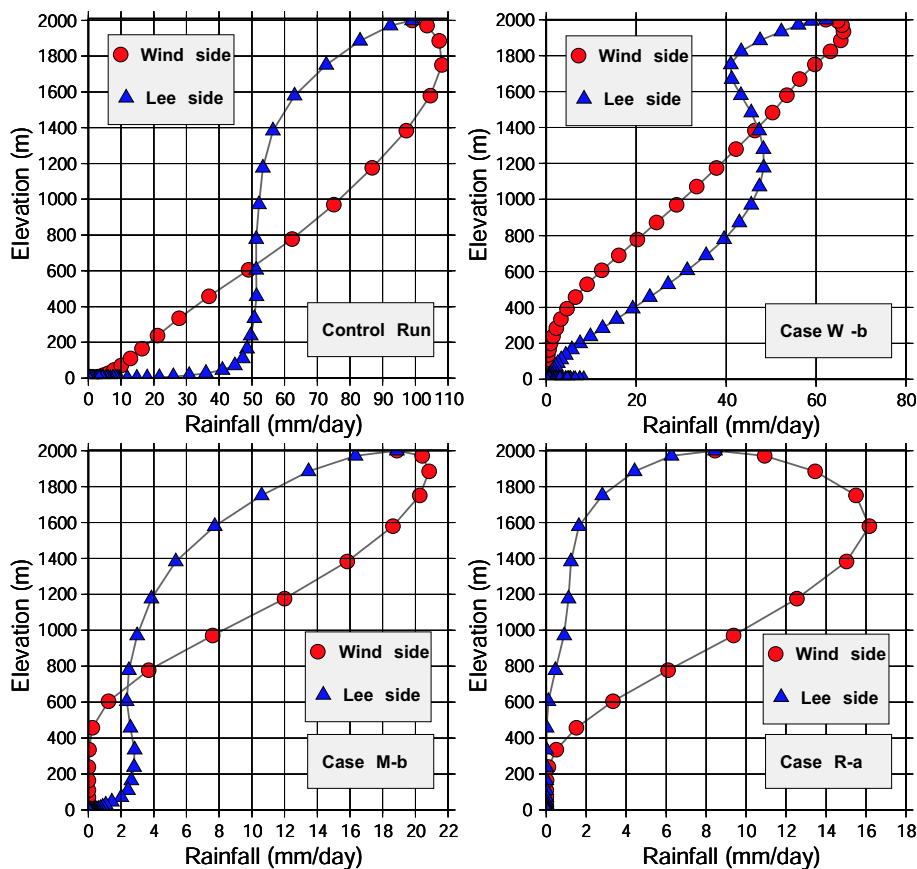 2000
1800
1600
1400
1200
1000
800
600
400
200
0
Elevation (m)
Wind side
Lee side
Control Run
0 10 20 30 40 50 60 70 80 90 100 110
Rainfall (mm/day)
2000
1800
1600
1400
1200
1000
800
600
400
200
0
Elevation (m)
Wind side
Lee side
Case W -b
0 10 20 30 40 50 60 70 80
Rainfall (mm/day)
2000
1800
1600
1400
1200
1000
800
600
400
200
0
Elevation (m)
Wind side
Lee side
Case M-b
0 2 4 6 8 10 12 14 16 18 20 22
Rainfall (mm/day)
2000
1800
1600
1400
1200
1000
800
600
400
200
0
Elevation (m)
Wind side
Lee side
Case R-a
0 2 4 6 8 10 12 14 16 18
Rainfall (mm/day)